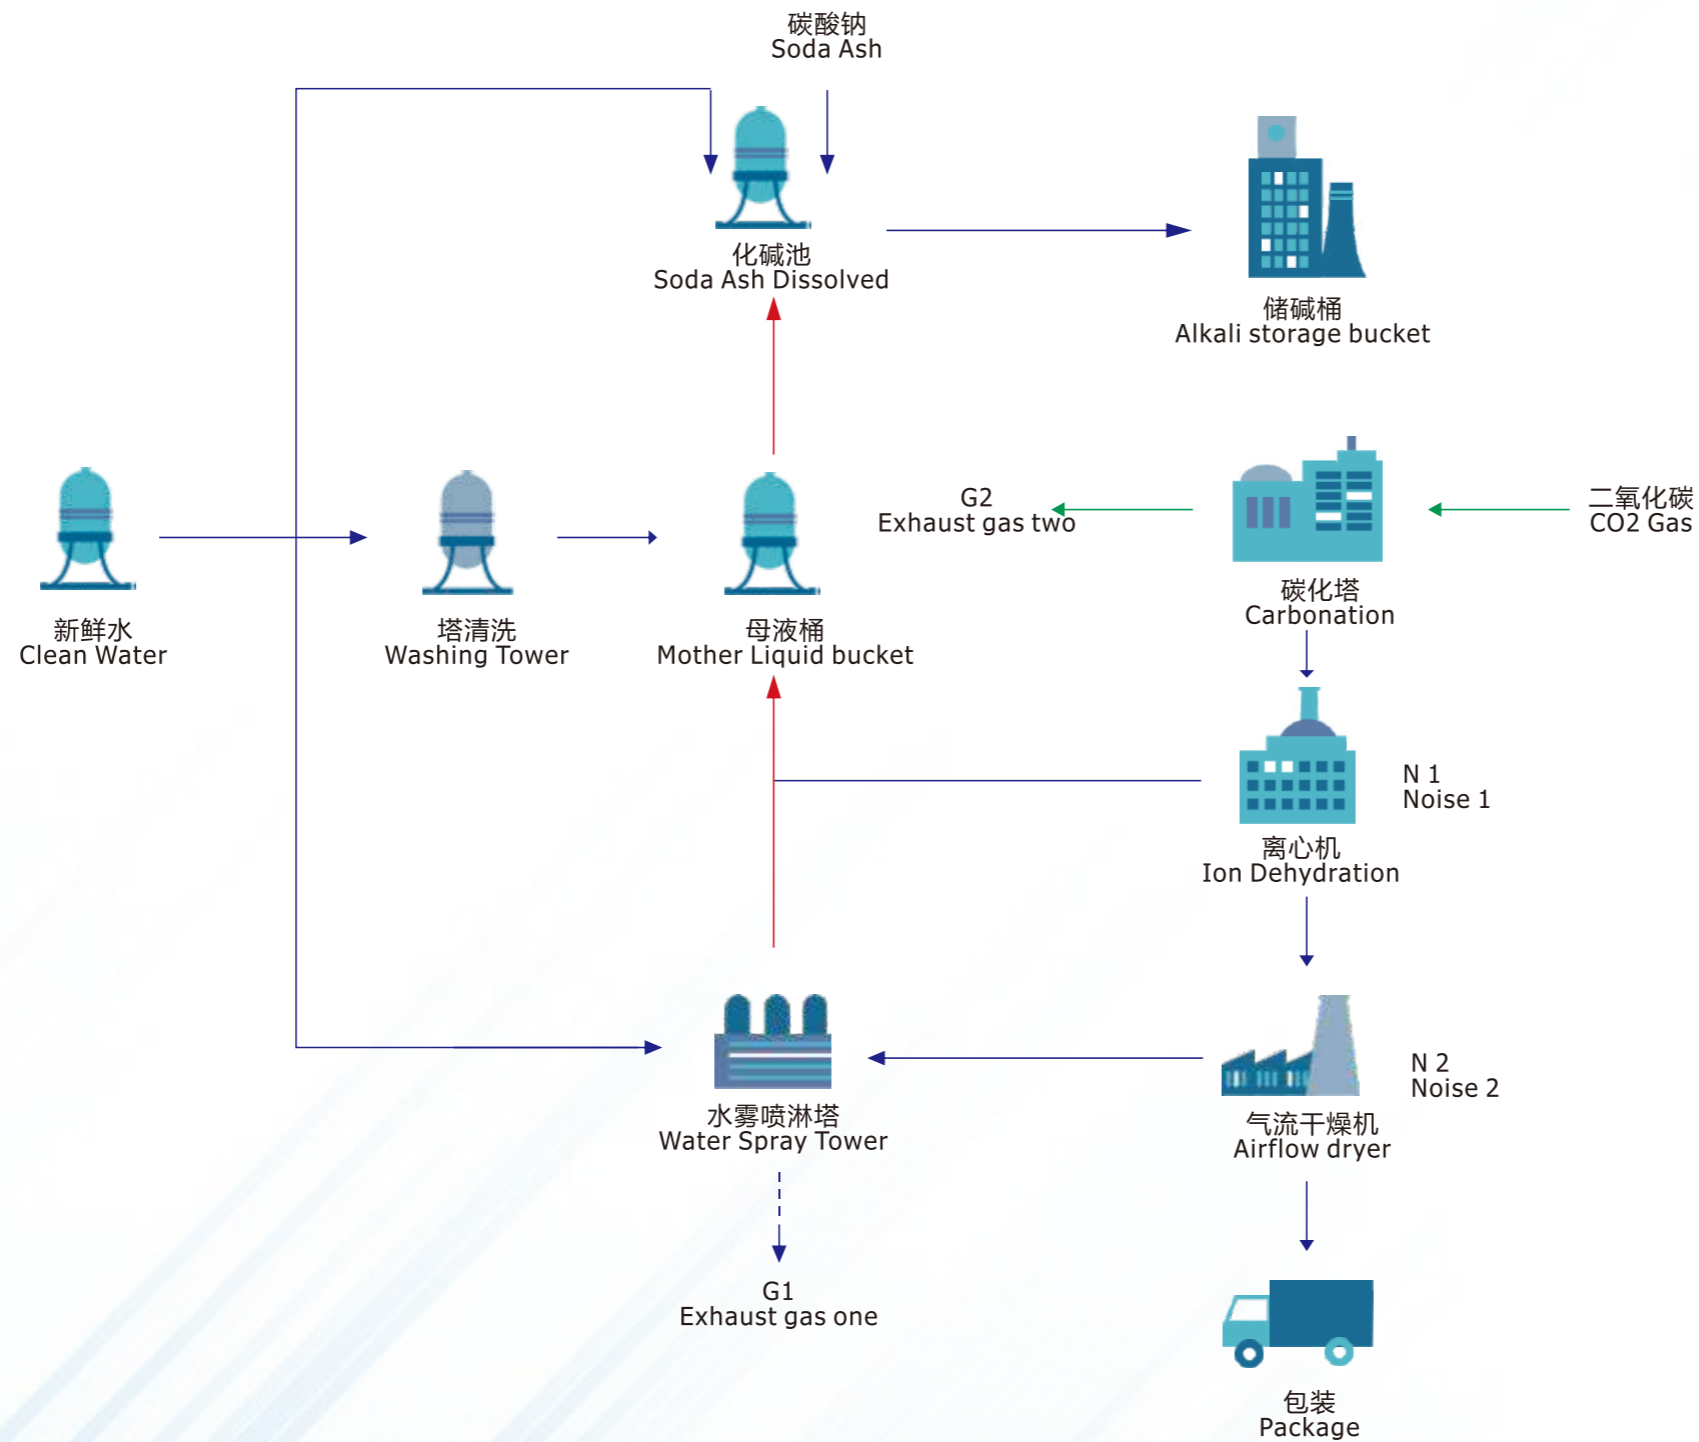 碳酸钠
Soda Ash
化碱池
Soda Ash Dissolved
储碱桶
Alkali storage bucket
新鲜水
Clean Water
塔清洗
Washing Tower
母液桶
Mother Liquid bucket
G2
Exhaust gas two
二氧化碳
CO2 Gas
碳化塔
Carbonation
N 1
Noise 1
离心机
Ion Dehydration
水雾喷淋塔
Water Spray Tower
N 2
Noise 2
气流干燥机
Airflow dryer
G1
Exhaust gas one
包装
Package